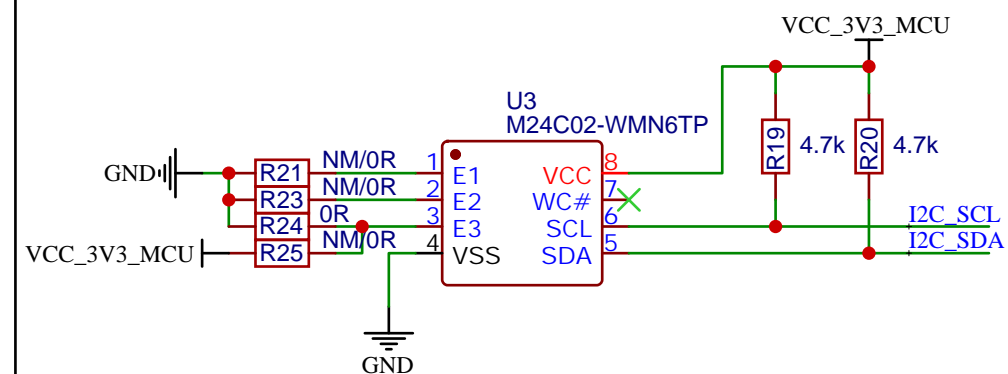 VCC_3V3_MCU
U3
M24C02-WMN6TP
R19 4.7k R20 4.7k
GND R21 NM/0R 1 E1 VCC 8
R23 NM/0R 2 E2 WC# 7
R24 0R 3 E3 SCL 6 I2C_SCL
VCC_3V3_MCU R25 NM/0R 4 VSS SDA 5 I2C_SDA
GND